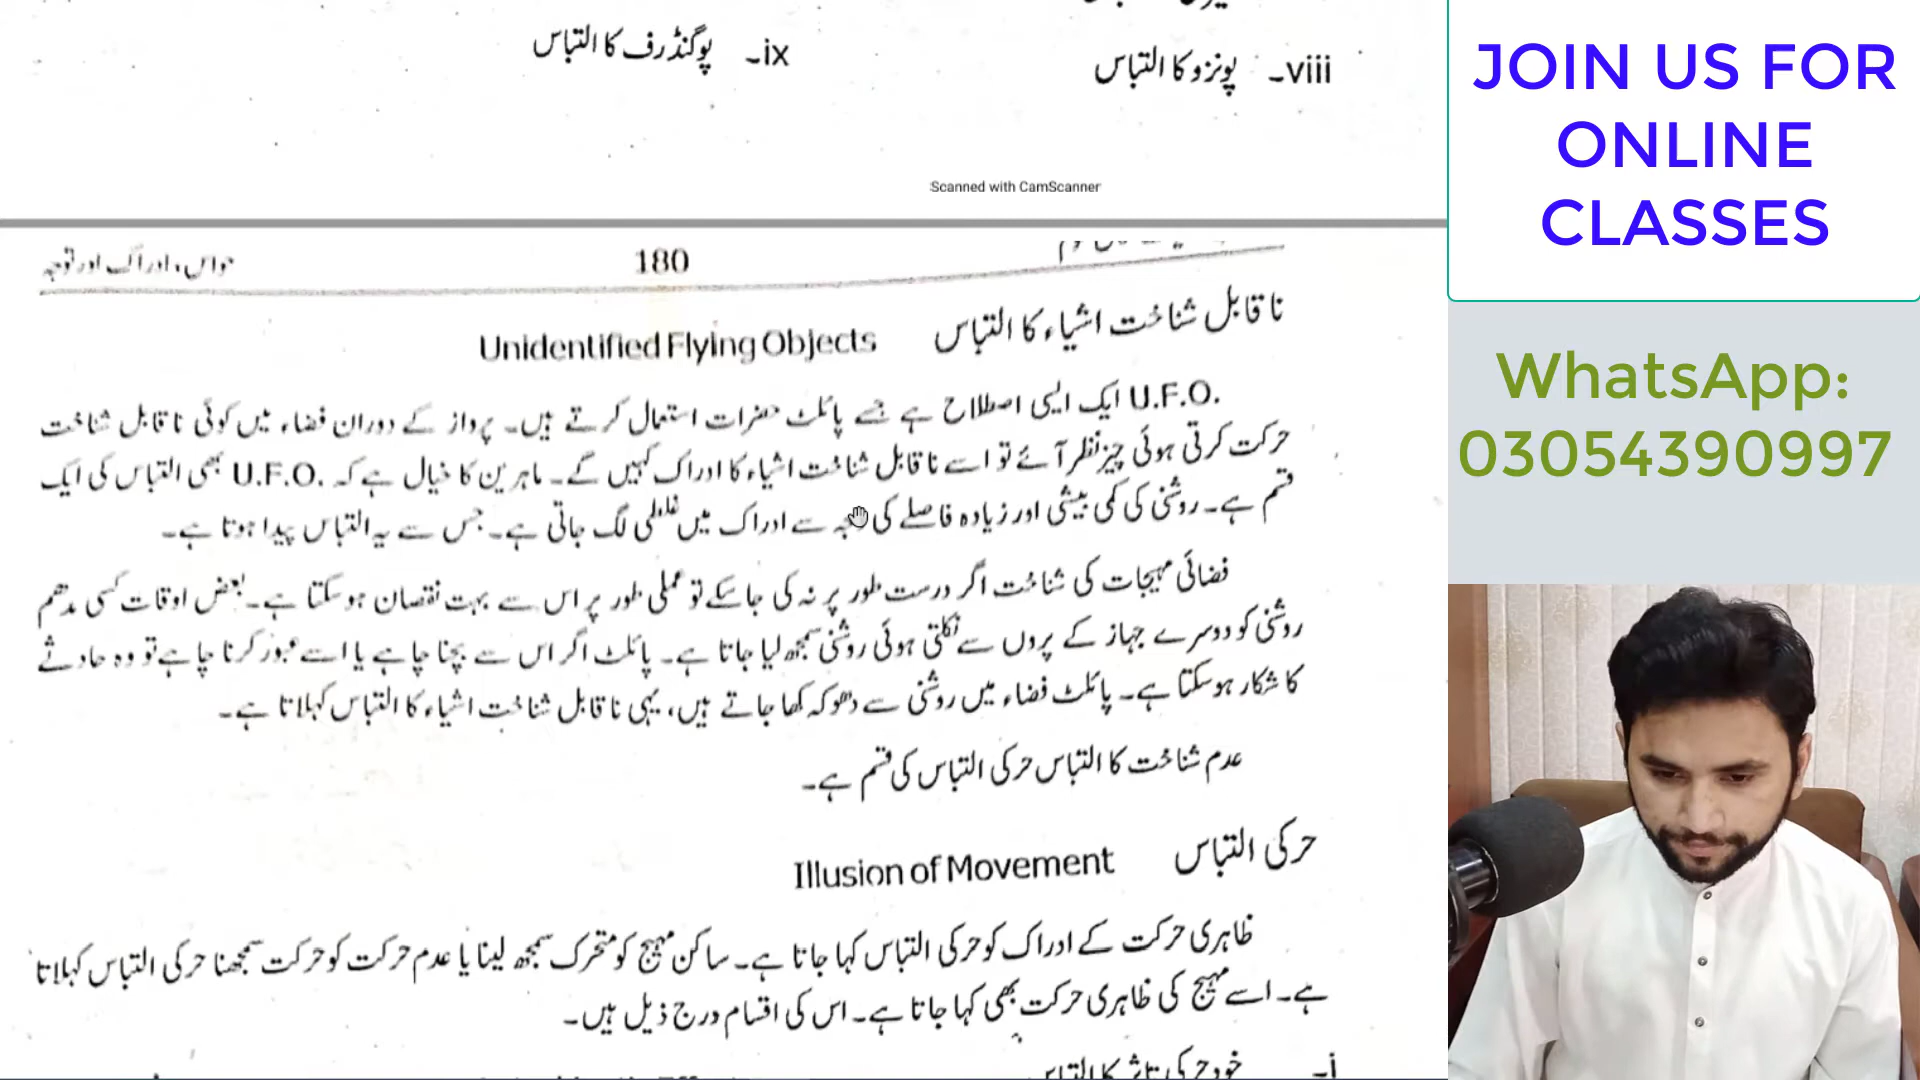 viii۔ پونزو کا التباس
ix۔ پوگنڈرف کا التباس
Scanned with CamScanner
180
حواس، ادراک اور توجہ
ناقابل شناخت اشیاء کا التباس Unidentified Flying Objects
U.F.O. ایک ایسی اصطلاح ہے جسے پائلٹ حضرات استعمال کرتے ہیں۔ پرواز کے دوران فضاء میں کوئی ناقابل شناخت
حرکت کرتی ہوئی چیز نظر آئے تو اسے ناقابل شناخت اشیاء کا ادراک کہیں گے۔ ماہرین کا خیال ہے کہ U.F.O. بھی التباس کی ایک
قسم ہے۔ روشنی کی کمی بیشی اور زیادہ فاصلے کی وجہ سے ادراک میں غلطی لگ جاتی ہے۔ جس سے یہ التباس پیدا ہوتا ہے۔
فضائی مہیجات کی شناخت اگر درست طور پر نہ کی جاسکے تو عملی طور پر اس سے بہت نقصان ہوسکتا ہے۔ بعض اوقات کسی مدھم
روشنی کو دوسرے جہاز کے پروں سے نکلتی ہوئی روشنی سمجھ لیا جاتا ہے۔ پائلٹ اگر اس سے بچنا چاہے یا اسے عبور کرنا چاہے تو وہ حادثے
کا شکار ہوسکتا ہے۔ پائلٹ فضاء میں روشنی سے دھوکہ کھا جاتے ہیں، یہی ناقابل شناخت اشیاء کا التباس کہلاتا ہے۔
عدم شناخت کا التباس حرکی التباس کی قسم ہے۔
حرکی التباس Illusion of Movement
ظاہری حرکت کے ادراک کو حرکی التباس کہا جاتا ہے۔ ساکن مہیج کو متحرک سمجھ لینا یا عدم حرکت کو حرکت سمجھنا حرکی التباس کہلاتا
ہے۔ اسے مہیج کی ظاہری حرکت بھی کہا جاتا ہے۔ اس کی اقسام درج ذیل ہیں۔
JOIN US FOR
ONLINE
CLASSES
WhatsApp:
03054390997